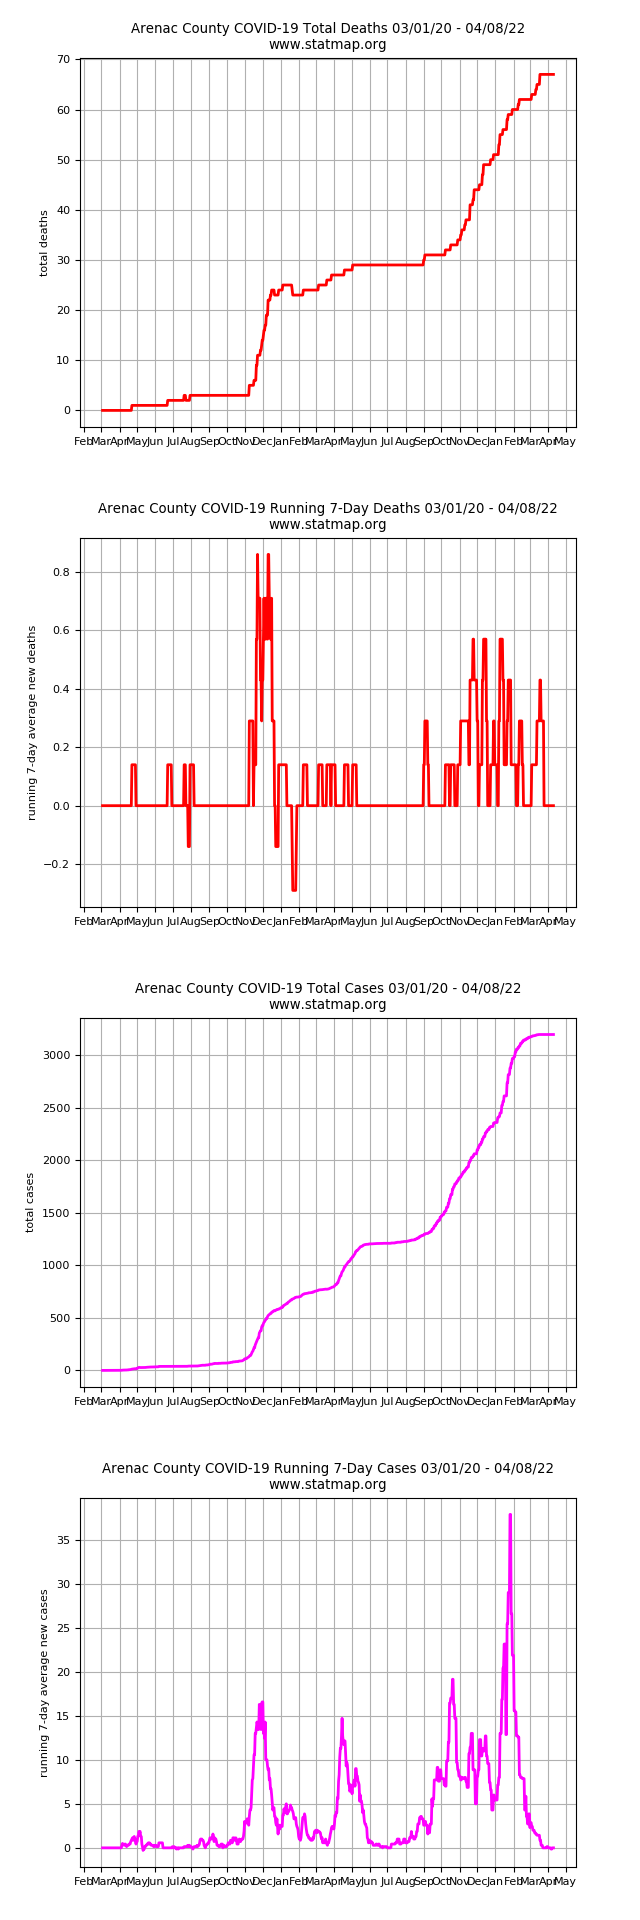 Arenac County COVID-19 Total Deaths 03/01/20 - 04/08/22
www.statmap.org
70
60
50
40
30
20
10
0
total deaths
Feb Mar Apr May Jun Jul Aug Sep Oct Nov Dec Jan Feb Mar Apr May Jun Jul Aug Sep Oct Nov Dec Jan Feb Mar Apr May
Arenac County COVID-19 Running 7-Day Deaths 03/01/20 - 04/08/22
www.statmap.org
0.8
0.6
0.4
0.2
0.0
−0.2
running 7-day average new deaths
Feb Mar Apr May Jun Jul Aug Sep Oct Nov Dec Jan Feb Mar Apr May Jun Jul Aug Sep Oct Nov Dec Jan Feb Mar Apr May
Arenac County COVID-19 Total Cases 03/01/20 - 04/08/22
www.statmap.org
3000
2500
2000
1500
1000
500
0
total cases
Feb Mar Apr May Jun Jul Aug Sep Oct Nov Dec Jan Feb Mar Apr May Jun Jul Aug Sep Oct Nov Dec Jan Feb Mar Apr May
Arenac County COVID-19 Running 7-Day Cases 03/01/20 - 04/08/22
www.statmap.org
35
30
25
20
15
10
5
0
running 7-day average new cases
Feb Mar Apr May Jun Jul Aug Sep Oct Nov Dec Jan Feb Mar Apr May Jun Jul Aug Sep Oct Nov Dec Jan Feb Mar Apr May